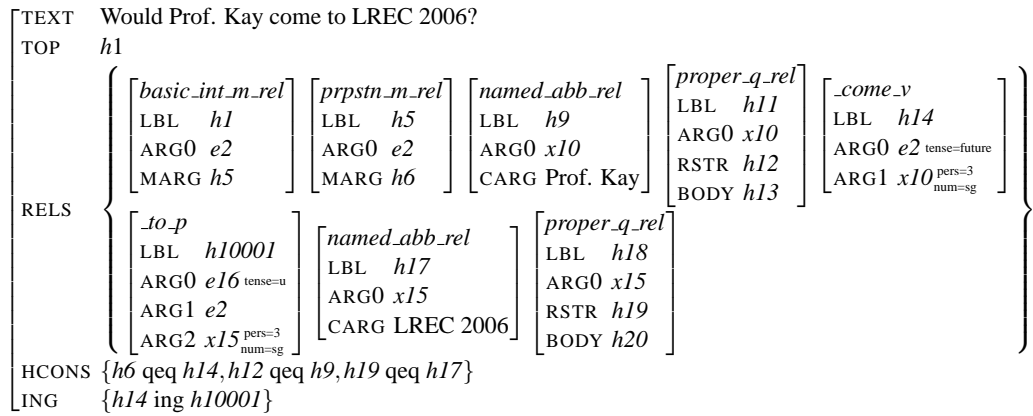 TEXT Would Prof. Kay come to LREC 2006?
TOP h1
RELS
basic_int_m_rel
LBL h1
ARG0 e2
MARG h5
prpstn_m_rel
LBL h5
ARG0 e2
MARG h6
named_abb_rel
LBL h9
ARG0 x10
CARG Prof. Kay
proper_q_rel
LBL h11
ARG0 x10
RSTR h12
BODY h13
_come_v
LBL h14
ARG0 e2 tense=future
ARG1 x10 pers=3 num=sg
_to_p
LBL h10001
ARG0 e16 tense=u
ARG1 e2
ARG2 x15 pers=3 num=sg
named_abb_rel
LBL h17
ARG0 x15
CARG LREC 2006
proper_q_rel
LBL h18
ARG0 x15
RSTR h19
BODY h20
HCONS {h6 qeq h14, h12 qeq h9, h19 qeq h17}
ING {h14 ing h10001}